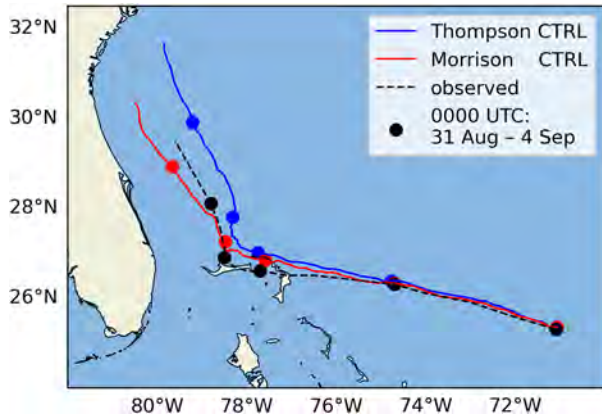 32°N
30°N
28°N
26°N
80°W 78°W 76°W 74°W 72°W
Thompson CTRL
Morrison CTRL
observed
0000 UTC:
31 Aug – 4 Sep